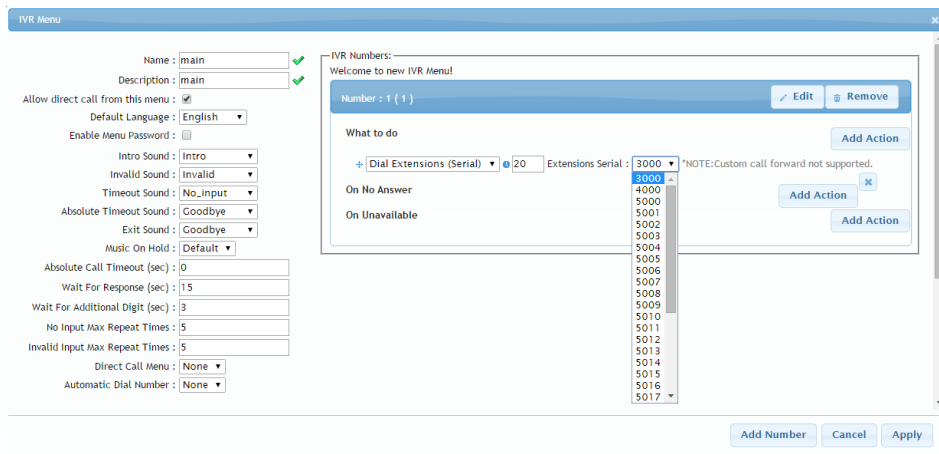 IVR Menu
Name : main
Description : main
Allow direct call from this menu :
Default Language : English
Enable Menu Password :
Intro Sound : Intro
Invalid Sound : Invalid
Timeout Sound : No_input
Absolute Timeout Sound : Goodbye
Exit Sound : Goodbye
Music On Hold : Default
Absolute Call Timeout (sec) : 0
Wait For Response (sec) : 15
Wait For Additional Digit (sec) : 3
No Input Max Repeat Times : 5
Invalid Input Max Repeat Times : 5
Direct Call Menu : None
Automatic Dial Number : None
IVR Numbers:
Welcome to new IVR Menu!
Number : 1 ( 1 ) Edit Remove
What to do Add Action
Dial Extensions (Serial) 20 Extensions Serial : 3000 *NOTE:Custom call forward not supported.
3000
4000
5000
5001
5002
5003
5004
5005
5006
5007
5008
5009
5010
5011
5012
5013
5014
5015
5016
5017
On No Answer Add Action
On Unavailable Add Action
Add Number Cancel Apply